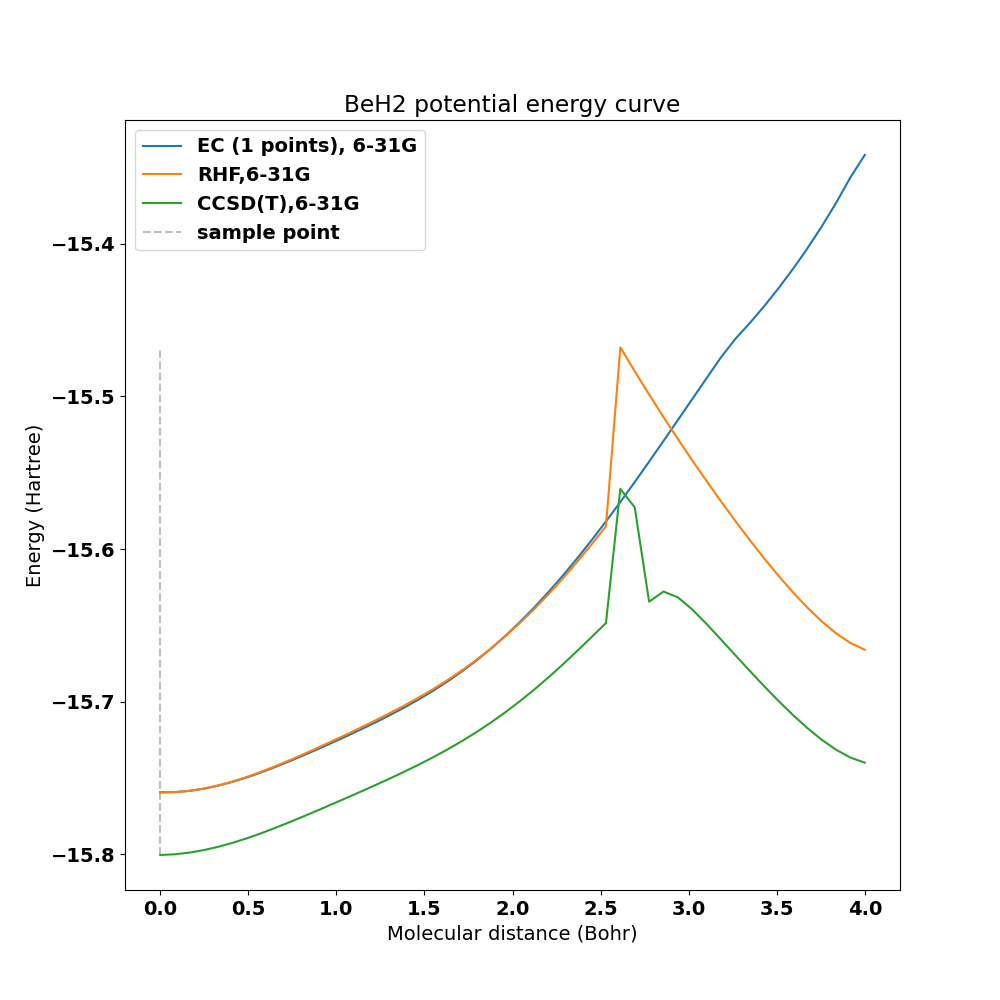 BeH2 potential energy curve
EC (1 points), 6-31G
RHF,6-31G
CCSD(T),6-31G
sample point
Energy (Hartree)
−15.4
−15.5
−15.6
−15.7
−15.8
0.0 0.5 1.0 1.5 2.0 2.5 3.0 3.5 4.0
Molecular distance (Bohr)